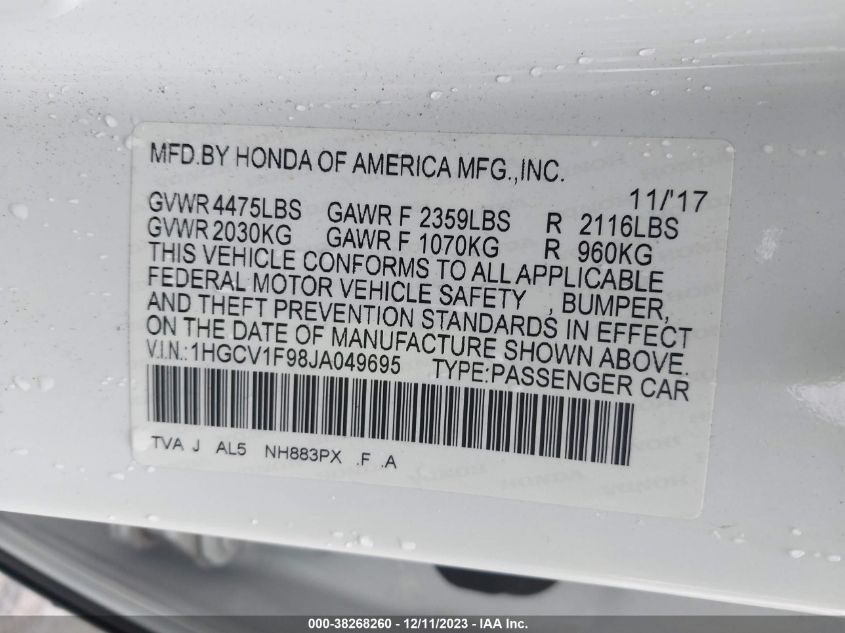 MFD.BY HONDA OF AMERICA MFG.,INC.
11/'17
GVWR 4475LBS GAWR F 2359LBS R 2116LBS
GVWR 2030KG GAWR F 1070KG R 960KG
THIS VEHICLE CONFORMS TO ALL APPLICABLE
FEDERAL MOTOR VEHICLE SAFETY , BUMPER,
AND THEFT PREVENTION STANDARDS IN EFFECT
ON THE DATE OF MANUFACTURE SHOWN ABOVE.
V.I.N.:1HGCV1F98JA049695 TYPE:PASSENGER CAR
TVA J AL5 NH883PX .F .A
000-38268260 - 12/11/2023 - IAA Inc.